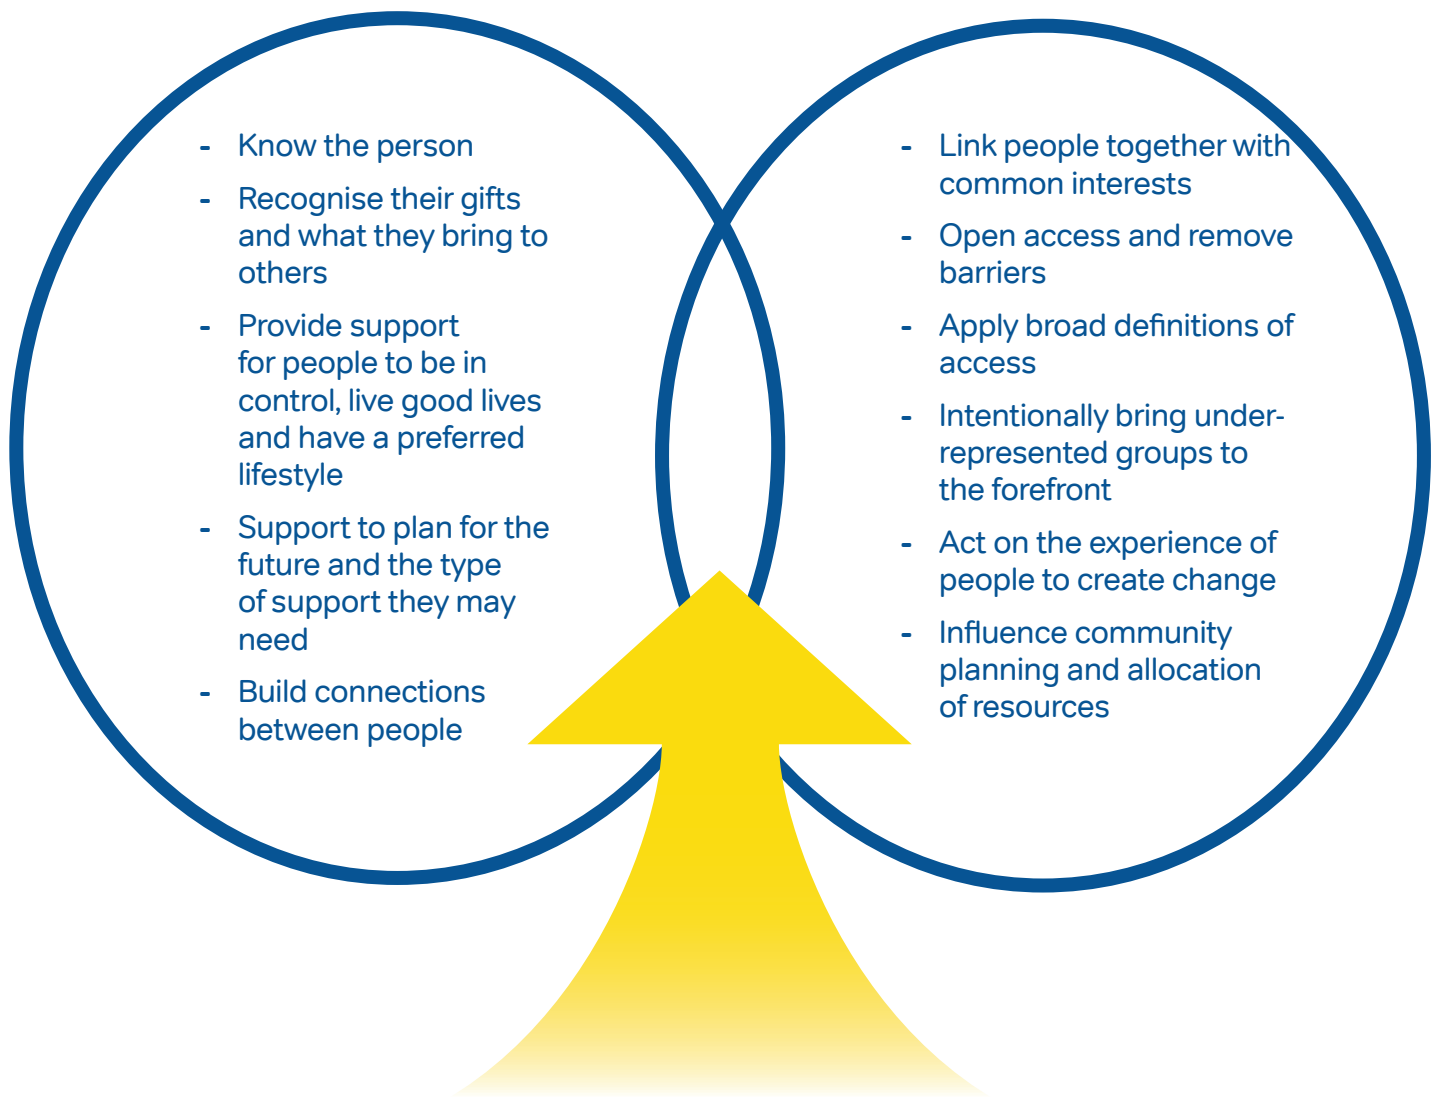 - Know the person
- Recognise their gifts
and what they bring to
others
- Provide support
for people to be in
control, live good lives
and have a preferred
lifestyle
- Support to plan for the
future and the type
of support they may
need
- Build connections
between people
- Link people together with
common interests
- Open access and remove
barriers
- Apply broad definitions of
access
- Intentionally bring under-
represented groups to
the forefront
- Act on the experience of
people to create change
- Influence community
planning and allocation
of resources